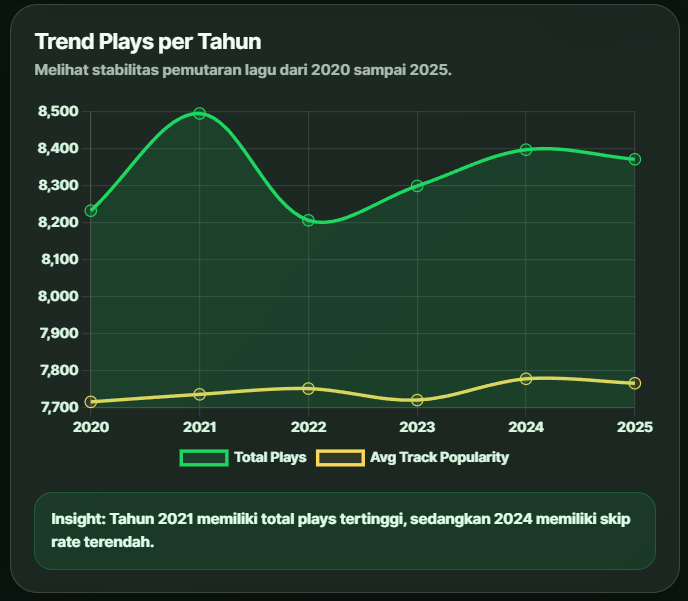 Trend Plays per Tahun
Melihat stabilitas pemutaran lagu dari 2020 sampai 2025.
8,500
8,400
8,300
8,200
8,100
8,000
7,900
7,800
7,700
2020 2021 2022 2023 2024 2025
Total Plays Avg Track Popularity
Insight: Tahun 2021 memiliki total plays tertinggi, sedangkan 2024 memiliki skip
rate terendah.